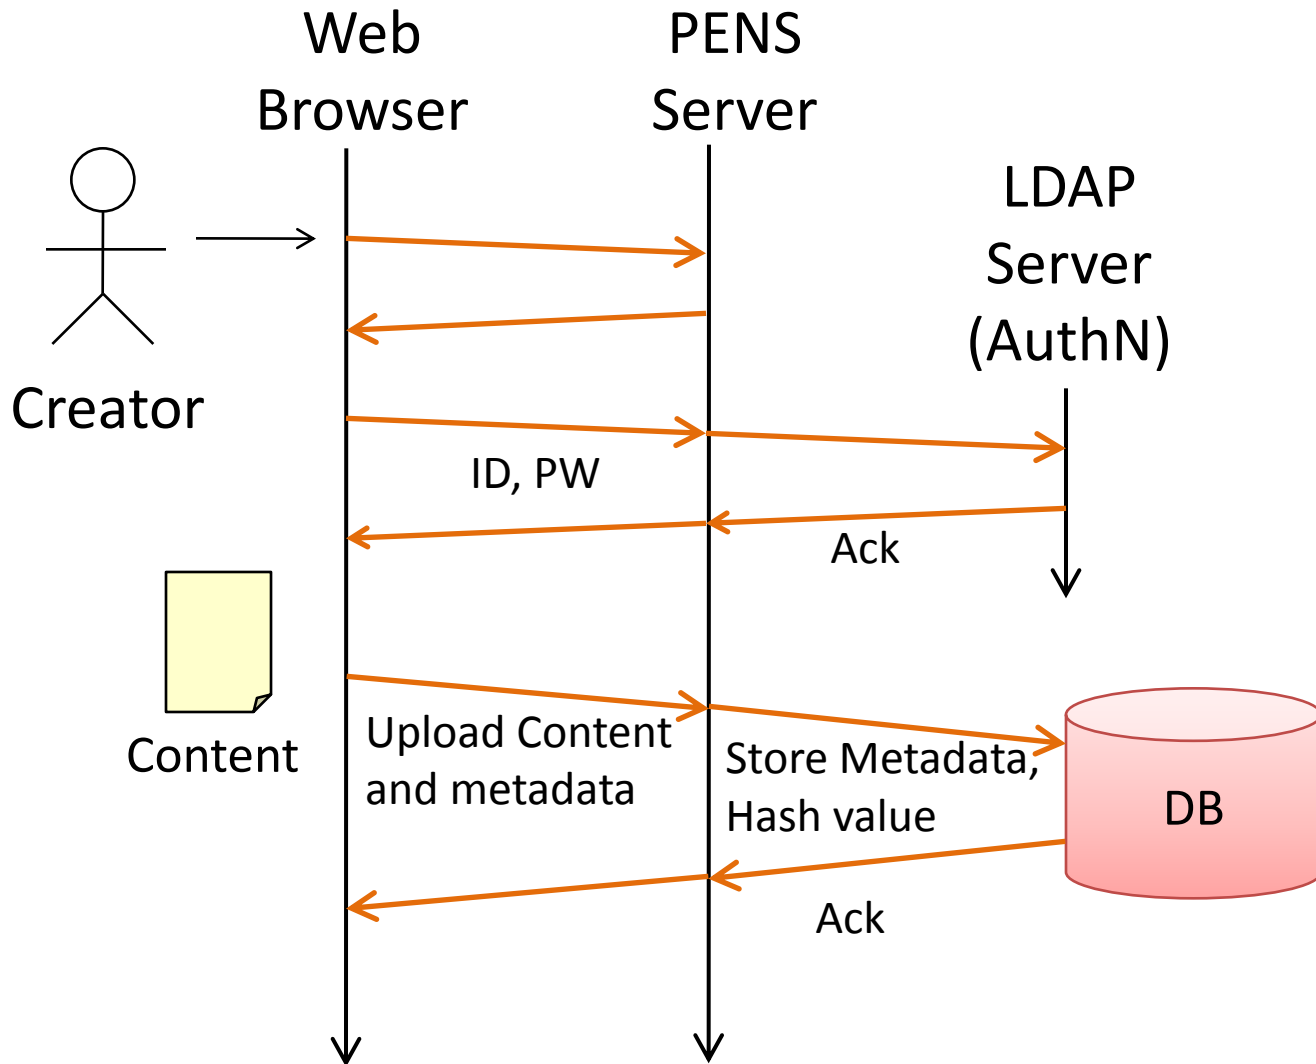 Web
Browser
PENS
Server
LDAP
Server
(AuthN)
Creator
ID, PW
Ack
Content
Upload Content
and metadata
Store Metadata,
Hash value
DB
Ack